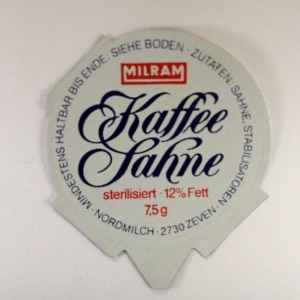 MILRAM
Kaffee
Sahne
sterilisiert · 12% Fett
7,5 g
MINDESTENS HALTBAR BIS ENDE: SIEHE BODEN · ZUTATEN: SAHNE, STABILISATOREN · NORDMILCH · 2730 ZEVEN ·